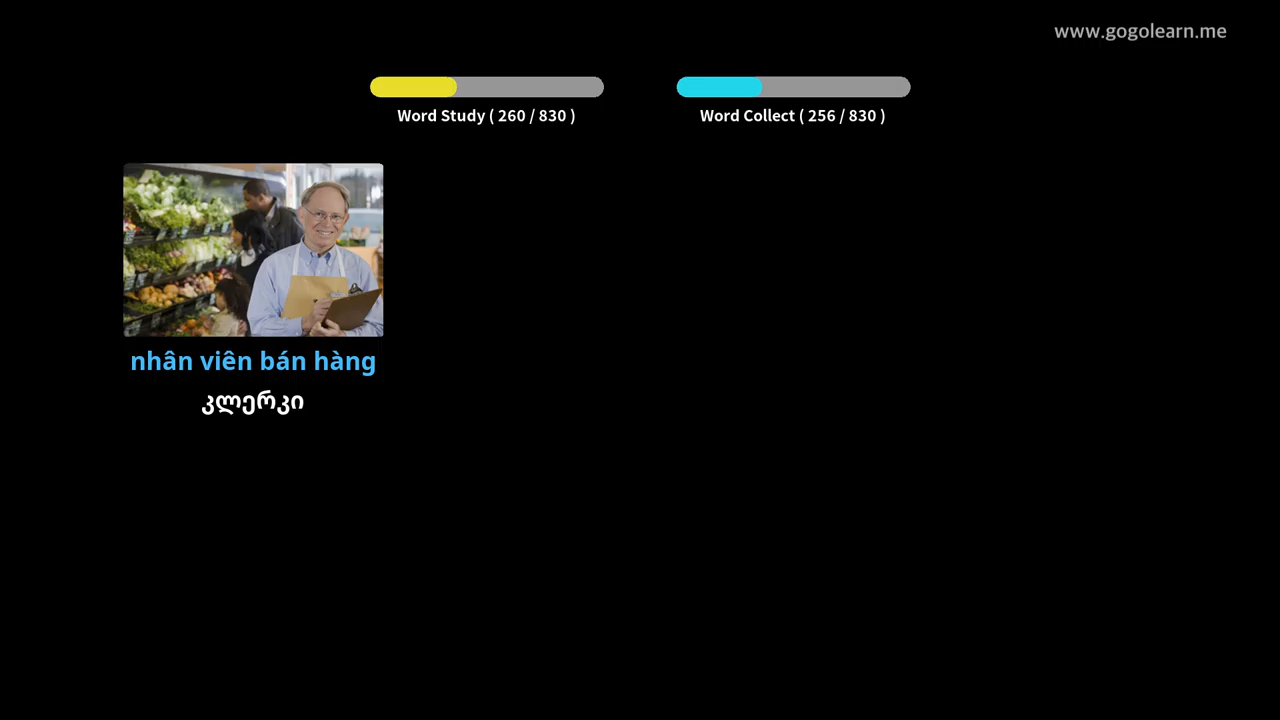 www.gogolearn.me
Word Study ( 260 / 830 )
Word Collect ( 256 / 830 )
nhân viên bán hàng
კლერკი